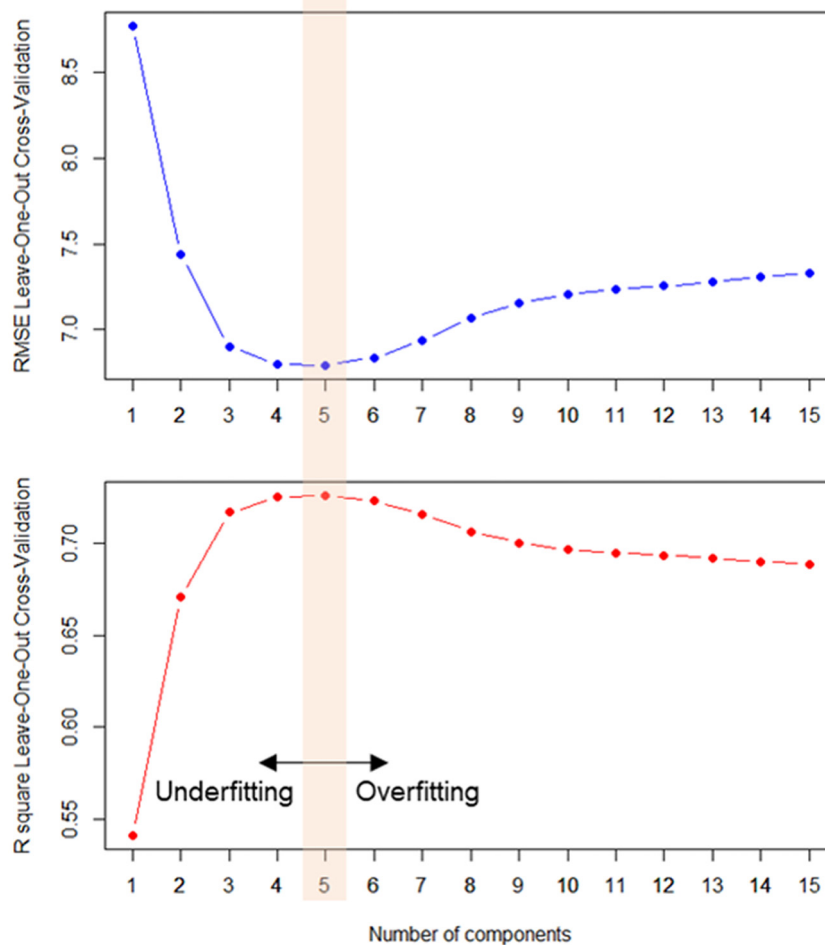 RMSE Leave-One-Out Cross-Validation
8.5
8.0
7.5
7.0
1 2 3 4 5 6 7 8 9 10 11 12 13 14 15
R square Leave-One-Out Cross-Validation
0.70
0.65
0.60
0.55
Underfitting Overfitting
1 2 3 4 5 6 7 8 9 10 11 12 13 14 15
Number of components